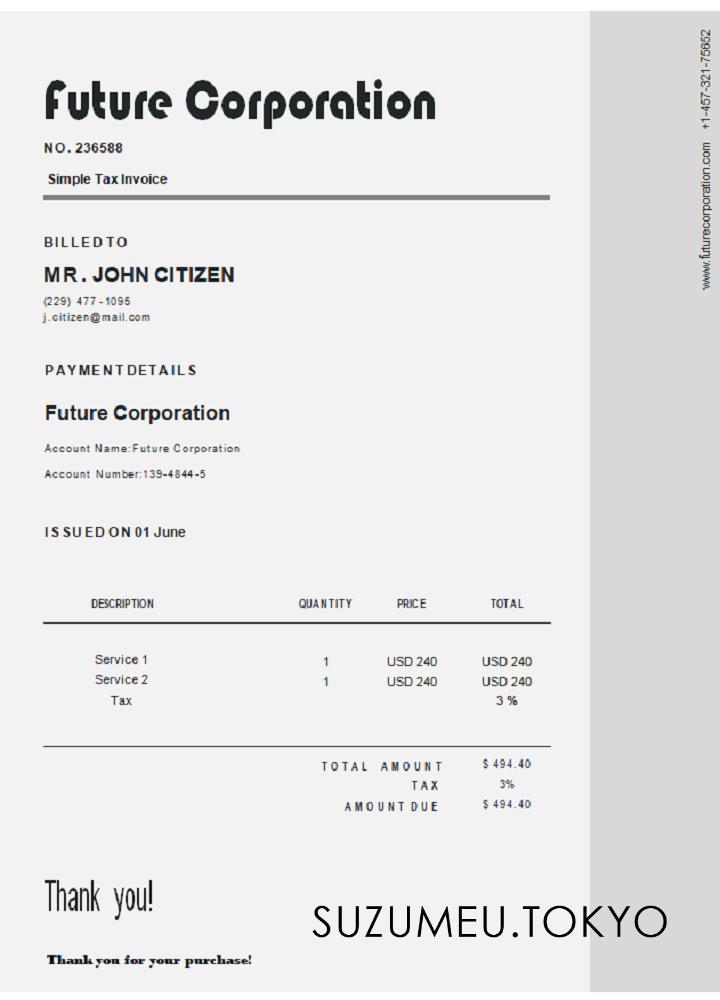 Future Corporation
NO. 236588
Simple Tax Invoice
www.futurecorporation.com +1-457-321-75652
BILLED TO
MR. JOHN CITIZEN
(229) 477-1095
j.citizen@mail.com
PAYMENT DETAILS
Future Corporation
Account Name:Future Corporation
Account Number:139-4844-5
ISSUED ON 01 June
DESCRIPTION QUANTITY PRICE TOTAL
Service 1 1 USD 240 USD 240
Service 2 1 USD 240 USD 240
Tax 3 %
TOTAL AMOUNT $ 494.40
TAX 3%
AMOUNT DUE $ 494.40
Thank you!
SUZUMEU.TOKYO
Thank you for your purchase!